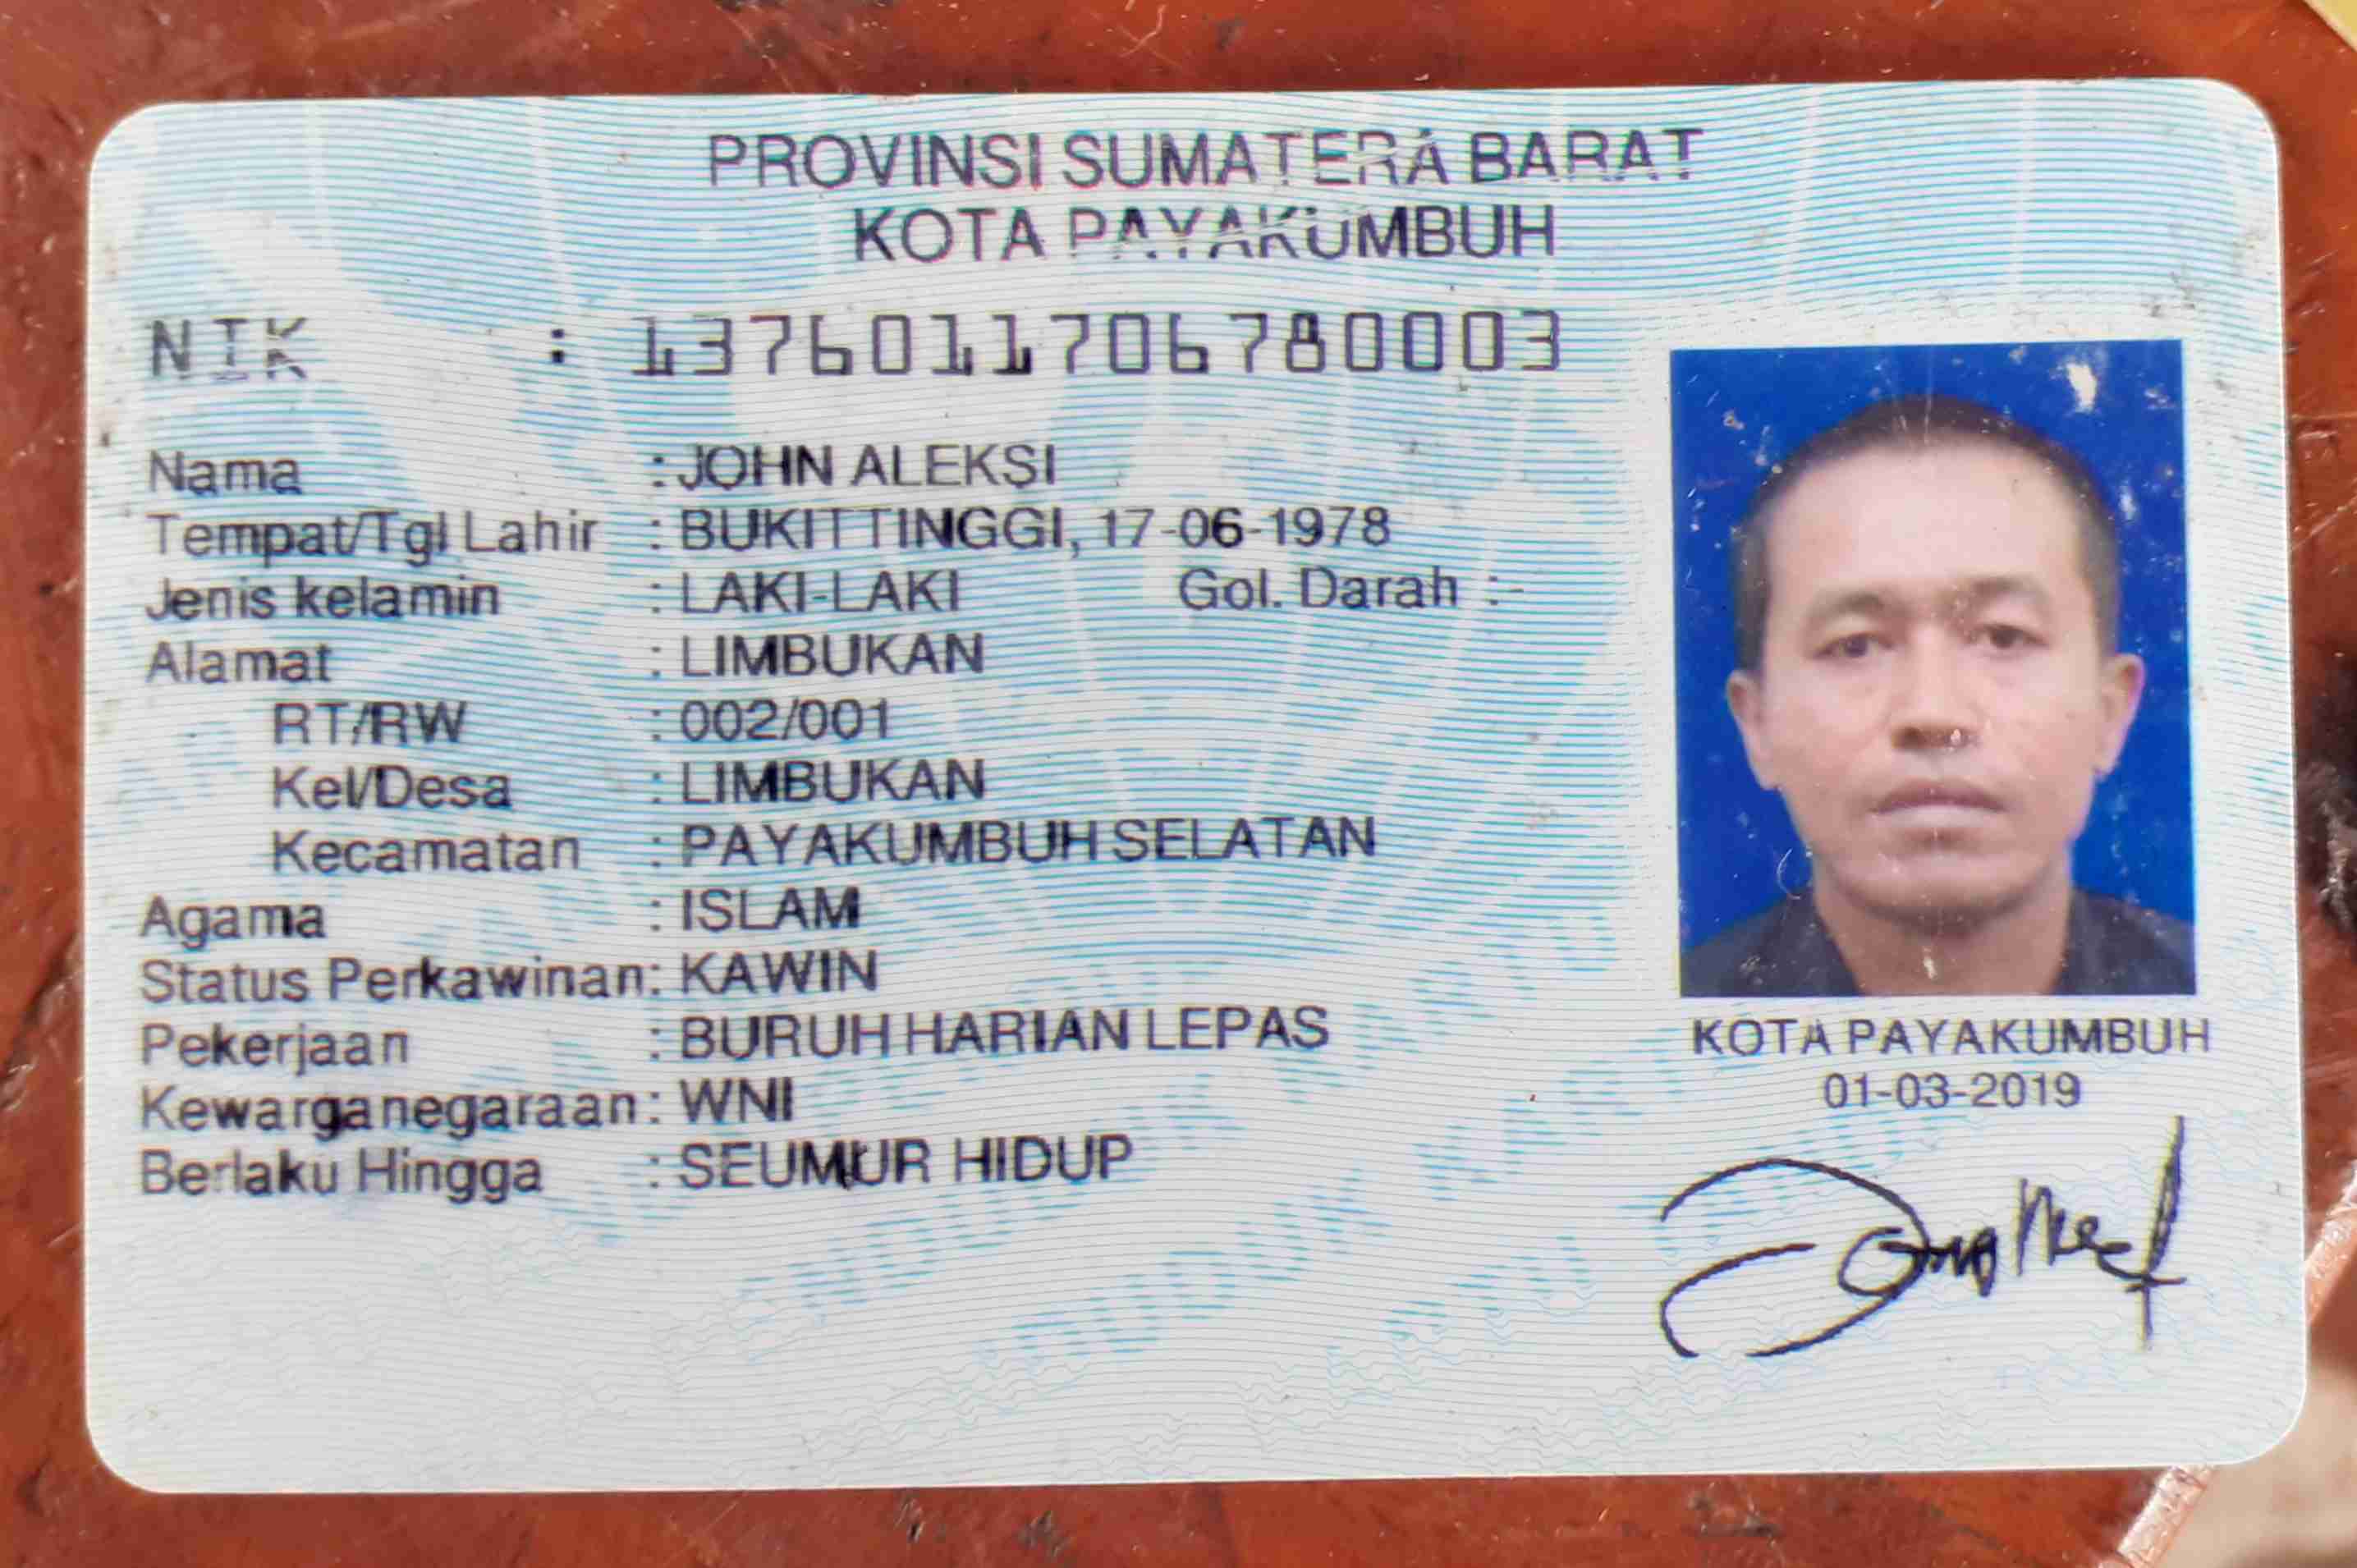 PROVINSI SUMATERA BARAT
KOTA PAYAKUMBUH
NIK : 1376011706780003
Nama : JOHN ALEKSI
Tempat/Tgl Lahir : BUKITTINGGI, 17-06-1978
Jenis kelamin : LAKI-LAKI Gol. Darah : -
Alamat : LIMBUKAN
RT/RW : 002/001
Kel/Desa : LIMBUKAN
Kecamatan : PAYAKUMBUH SELATAN
Agama : ISLAM
Status Perkawinan : KAWIN
Pekerjaan : BURUH HARIAN LEPAS
Kewarganegaraan : WNI
Berlaku Hingga : SEUMUR HIDUP
KOTA PAYAKUMBUH
01-03-2019